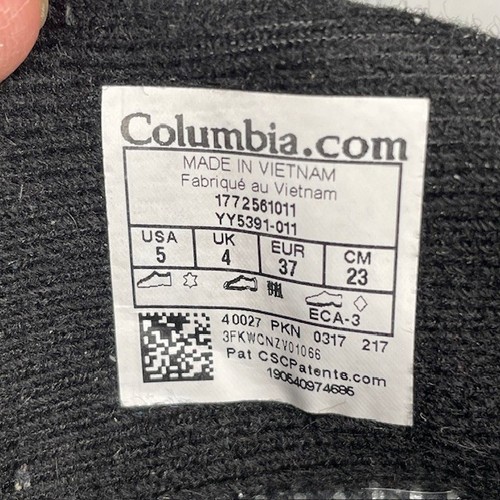 Columbia.com
MADE IN VIETNAM
Fabriqué au Vietnam
1772561011
YY5391-011
USA UK EUR CM
5 4 37 23
ECA-3
40027 PKN 0317 217
3FKWCNZV01066
Pat CSCPatents.com
190540974686